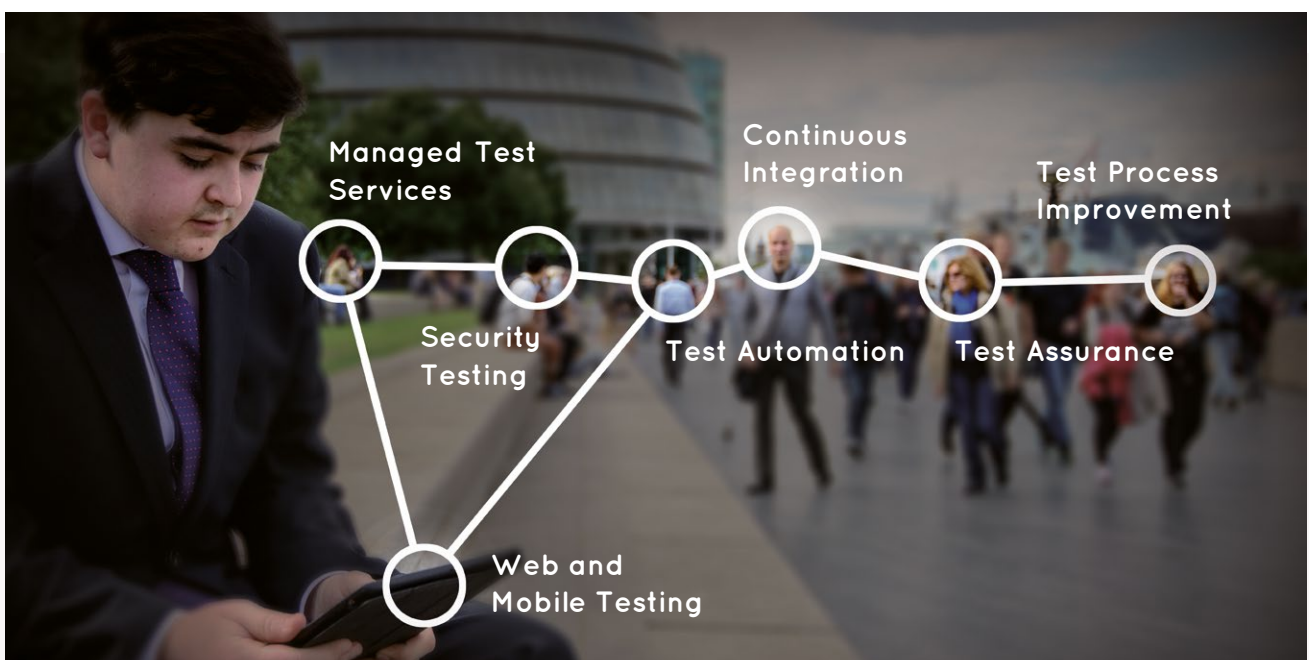 Managed Test
Services
Security
Testing
Continuous
Integration
Test Automation
Test Process
Improvement
Test Assurance
Web and
Mobile Testing